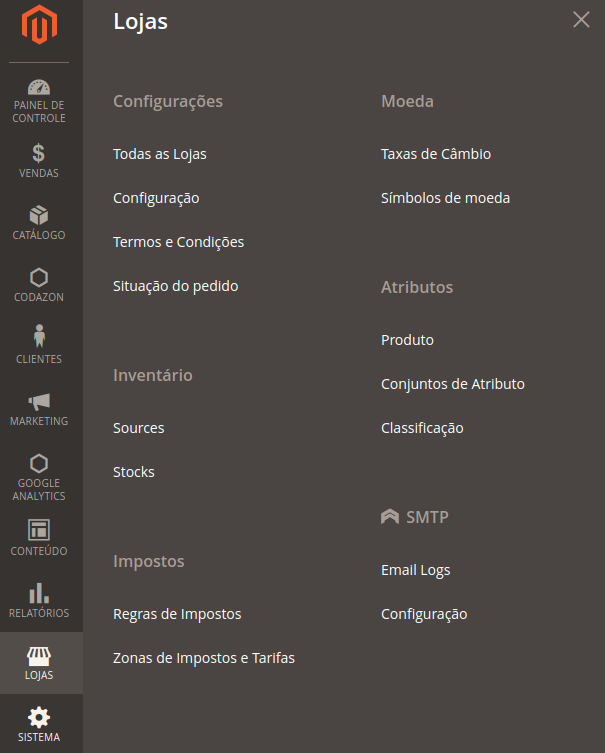 PAINEL DE
CONTROLE
VENDAS
CATÁLOGO
CODAZON
CLIENTES
MARKETING
GOOGLE
ANALYTICS
CONTEÚDO
RELATÓRIOS
LOJAS
SISTEMA
Lojas
Configurações
Todas as Lojas
Configuração
Termos e Condições
Situação do pedido
Inventário
Sources
Stocks
Impostos
Regras de Impostos
Zonas de Impostos e Tarifas
Moeda
Taxas de Câmbio
Símbolos de moeda
Atributos
Produto
Conjuntos de Atributo
Classificação
SMTP
Email Logs
Configuração